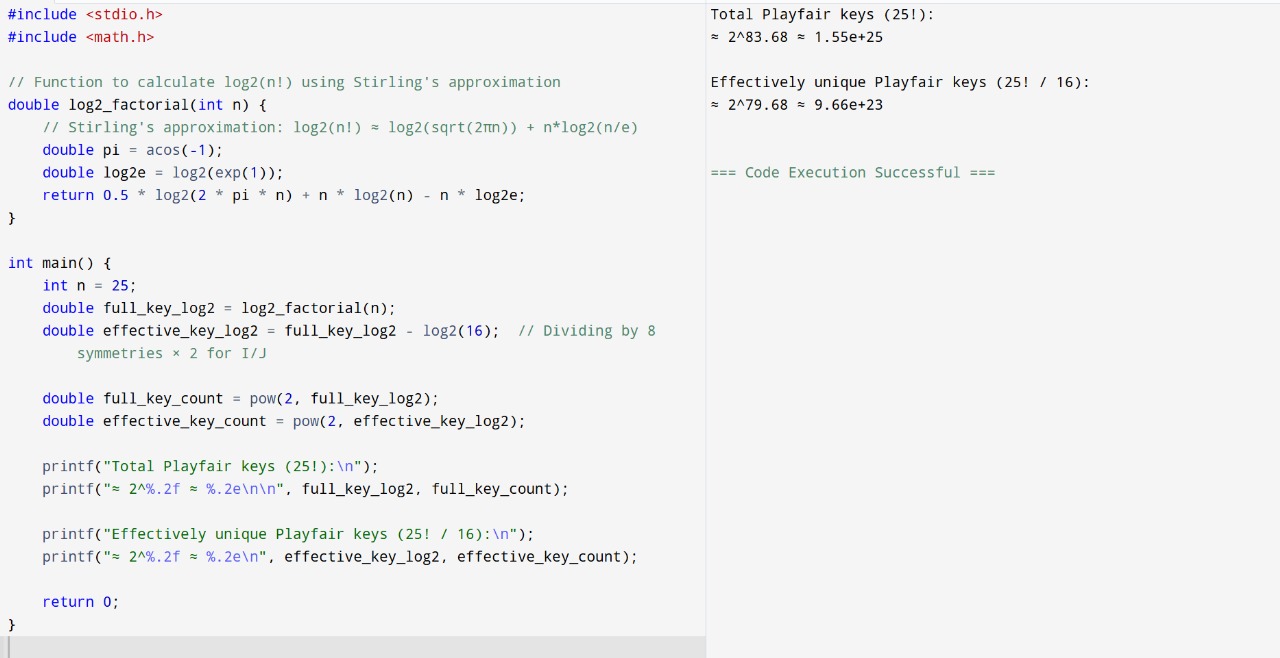 #include <stdio.h>
#include <math.h>

// Function to calculate log2(n!) using Stirling's approximation
double log2_factorial(int n) {
    // Stirling's approximation: log2(n!) ≈ log2(sqrt(2πn)) + n*log2(n/e)
    double pi = acos(-1);
    double log2e = log2(exp(1));
    return 0.5 * log2(2 * pi * n) + n * log2(n) - n * log2e;
}

int main() {
    int n = 25;
    double full_key_log2 = log2_factorial(n);
    double effective_key_log2 = full_key_log2 - log2(16);  // Dividing by 8
        symmetries × 2 for I/J

    double full_key_count = pow(2, full_key_log2);
    double effective_key_count = pow(2, effective_key_log2);

    printf("Total Playfair keys (25!):\n");
    printf("≈ 2^%.2f ≈ %.2e\n\n", full_key_log2, full_key_count);

    printf("Effectively unique Playfair keys (25! / 16):\n");
    printf("≈ 2^%.2f ≈ %.2e\n", effective_key_log2, effective_key_count);

    return 0;
}
Total Playfair keys (25!):
≈ 2^83.68 ≈ 1.55e+25

Effectively unique Playfair keys (25! / 16):
≈ 2^79.68 ≈ 9.66e+23

=== Code Execution Successful ===